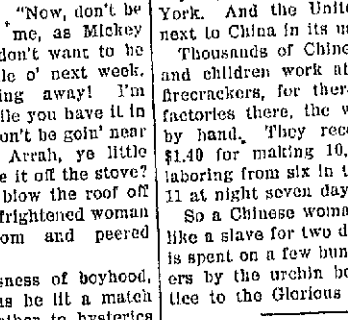 "Now, don't be
me, as Mickey
don't want to be
le o' next week.
ing away! I'm
le you have it in
on't be goin' near
Arrah, ye little
e it off the stove?
blow the roof off
frightened woman
om and peered
sness of boyhood,
as he lit a match
ther to hysterics
York. And the Unite
next to China in its u
Thousands of Chine
and children work at
firecrackers, for ther
factories there, the w
by hand. They rece
$1.40 for making 10,
laboring from six in t
11 at night seven day
So a Chinese woma
like a slave for two d
is spent on a few bun
ers by the urchin be
tice to the Glorious